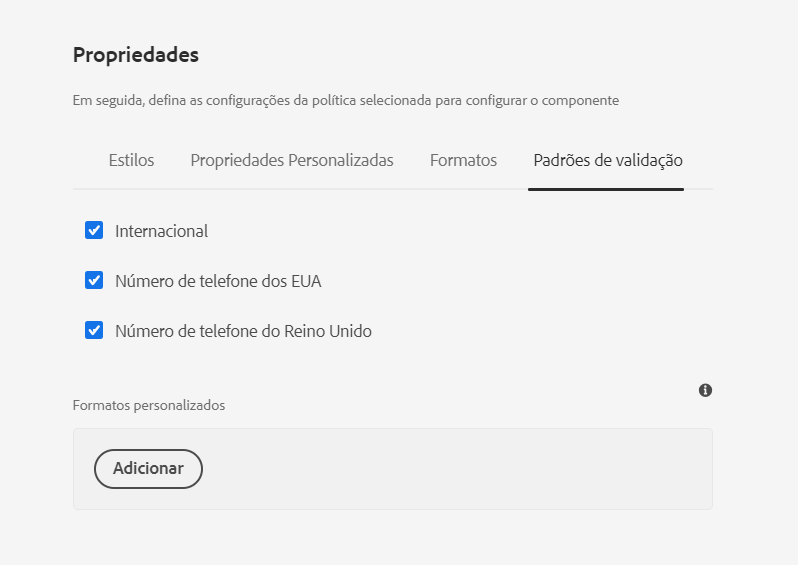 Propriedades
Em seguida, defina as configurações da política selecionada para configurar o componente
Estilos Propriedades Personalizadas Formatos Padrões de validação
Internacional
Número de telefone dos EUA
Número de telefone do Reino Unido
Formatos personalizados
Adicionar